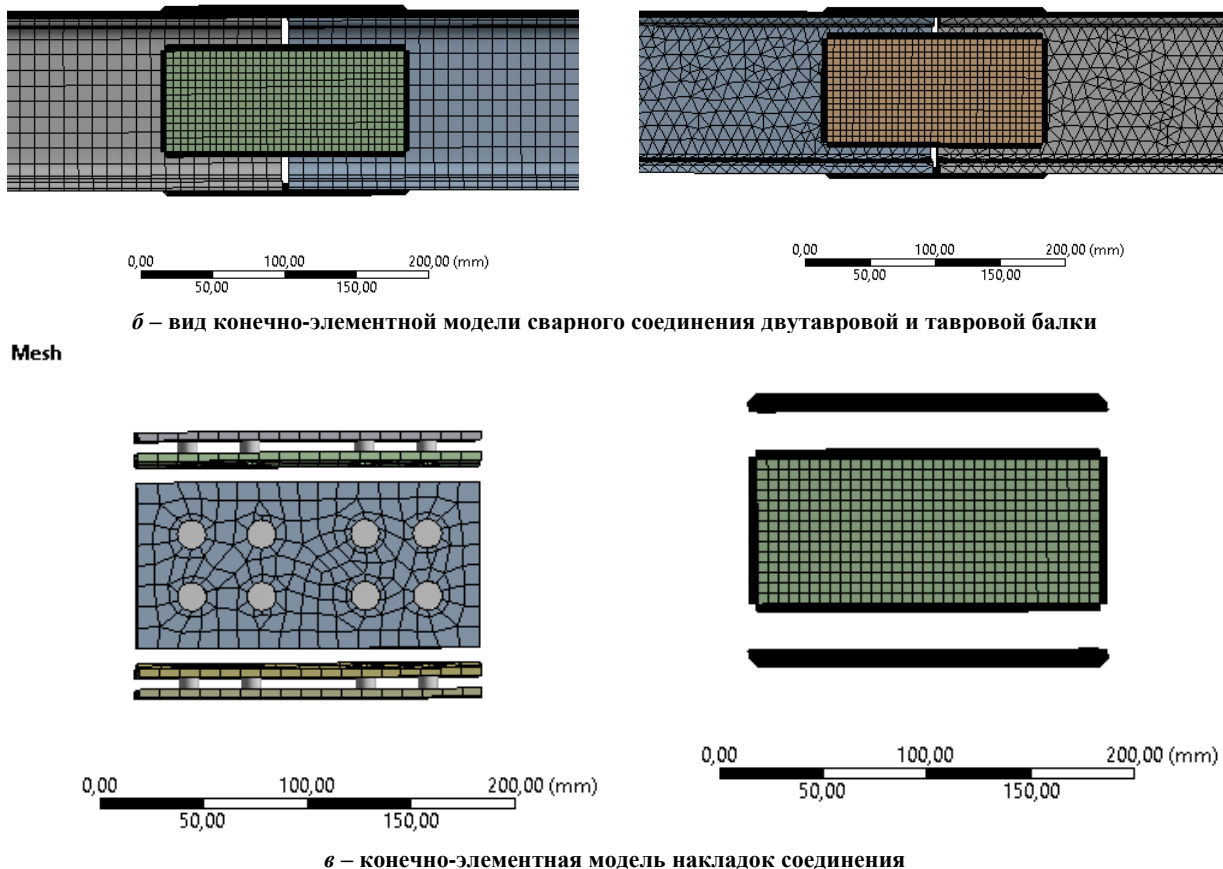 0,00 100,00 200,00 (mm)
50,00 150,00
0,00 100,00 200,00 (mm)
50,00 150,00
б – вид конечно-элементной модели сварного соединения двутавровой и тавровой балки
Mesh
0,00 100,00 200,00 (mm)
50,00 150,00
0,00 100,00 200,00 (mm)
50,00 150,00
в – конечно-элементная модель накладок соединения